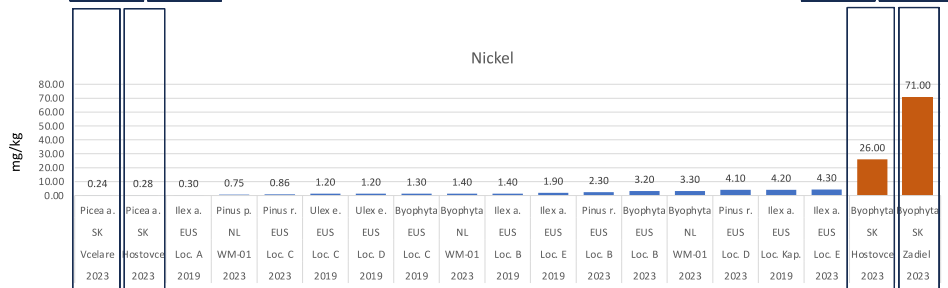 Nickel
mg/kg
80.00
70.00
60.00
50.00
40.00
30.00
20.00
10.00
0.00
0.24 0.28 0.30 0.75 0.86 1.20 1.20 1.30 1.40 1.40 1.90 2.30 3.20 3.30 4.10 4.20 4.30 26.00 71.00
Picea a. Picea a. Ilex a. Pinus p. Pinus r. Ulex e. Ulex e. Byophyta Byophyta Ilex a. Ilex a. Pinus r. Byophyta Byophyta Pinus r. Ilex a. Ilex a. Byophyta Byophyta
SK SK EUS NL EUS EUS EUS EUS NL EUS EUS EUS EUS NL EUS EUS EUS SK SK
Vcelare Hostovce Loc. A WM-01 Loc. C Loc. C Loc. D Loc. C WM-01 Loc. B Loc. E Loc. B Loc. B WM-01 Loc. D Loc. Kap. Loc. E Hostovce Zadiel
2023 2023 2019 2023 2023 2019 2019 2019 2023 2019 2019 2023 2023 2023 2023 2023 2023 2023 2023